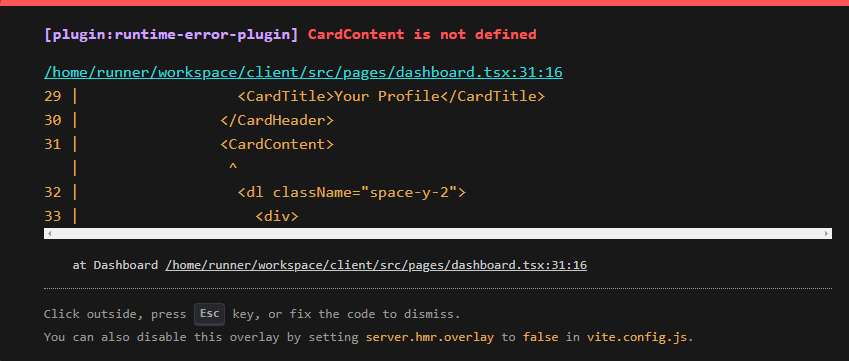 [plugin:runtime-error-plugin] CardContent is not defined
/home/runner/workspace/client/src/pages/dashboard.tsx:31:16
29 |                  <CardTitle>Your Profile</CardTitle>
30 |                </CardHeader>
31 |                <CardContent>
   |                 ^
32 |                  <dl className="space-y-2">
33 |                    <div>
at Dashboard /home/runner/workspace/client/src/pages/dashboard.tsx:31:16
Click outside, press Esc key, or fix the code to dismiss.
You can also disable this overlay by setting server.hmr.overlay to false in vite.config.js.